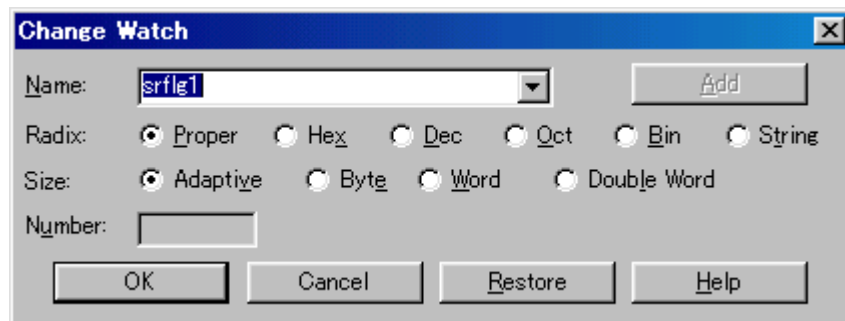 Change Watch
Name: srflg1 Add
Radix: Proper Hex Dec Oct Bin String
Size: Adaptive Byte Word Double Word
Number:
OK Cancel Restore Help